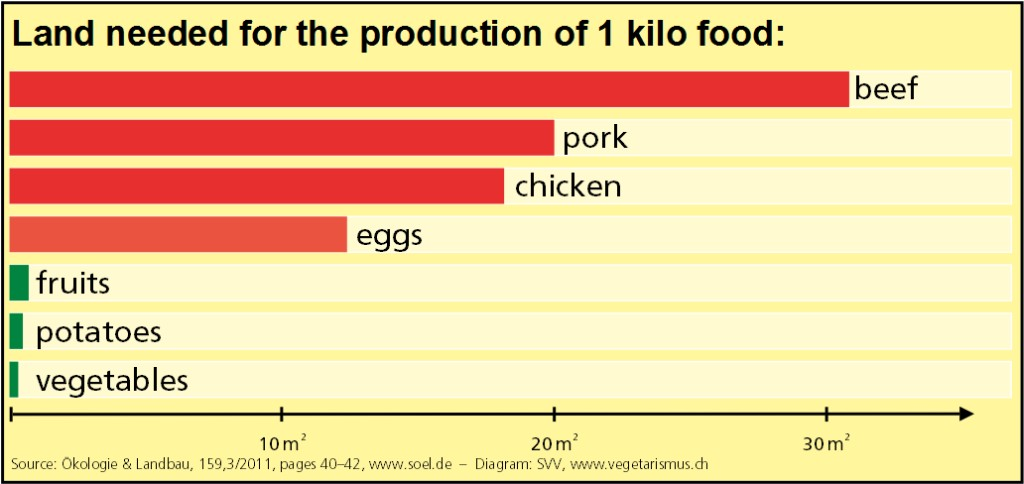 Land needed for the production of 1 kilo food:
beef
pork
chicken
eggs
fruits
potatoes
vegetables
10 m² 20 m² 30 m²
Source: Ökologie & Landbau, 159,3/2011, pages 40–42, www.soel.de – Diagram: SVV, www.vegetarismus.ch